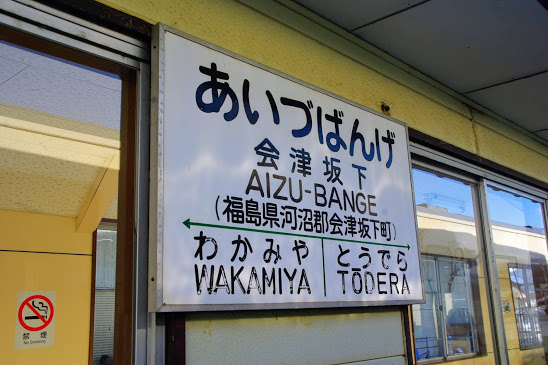 あいづばんげ
会津坂下
AIZU-BANGE
(福島県河沼郡会津坂下町)
わかみや とうでら
WAKAMIYA TŌDERA
禁煙
No Smoking